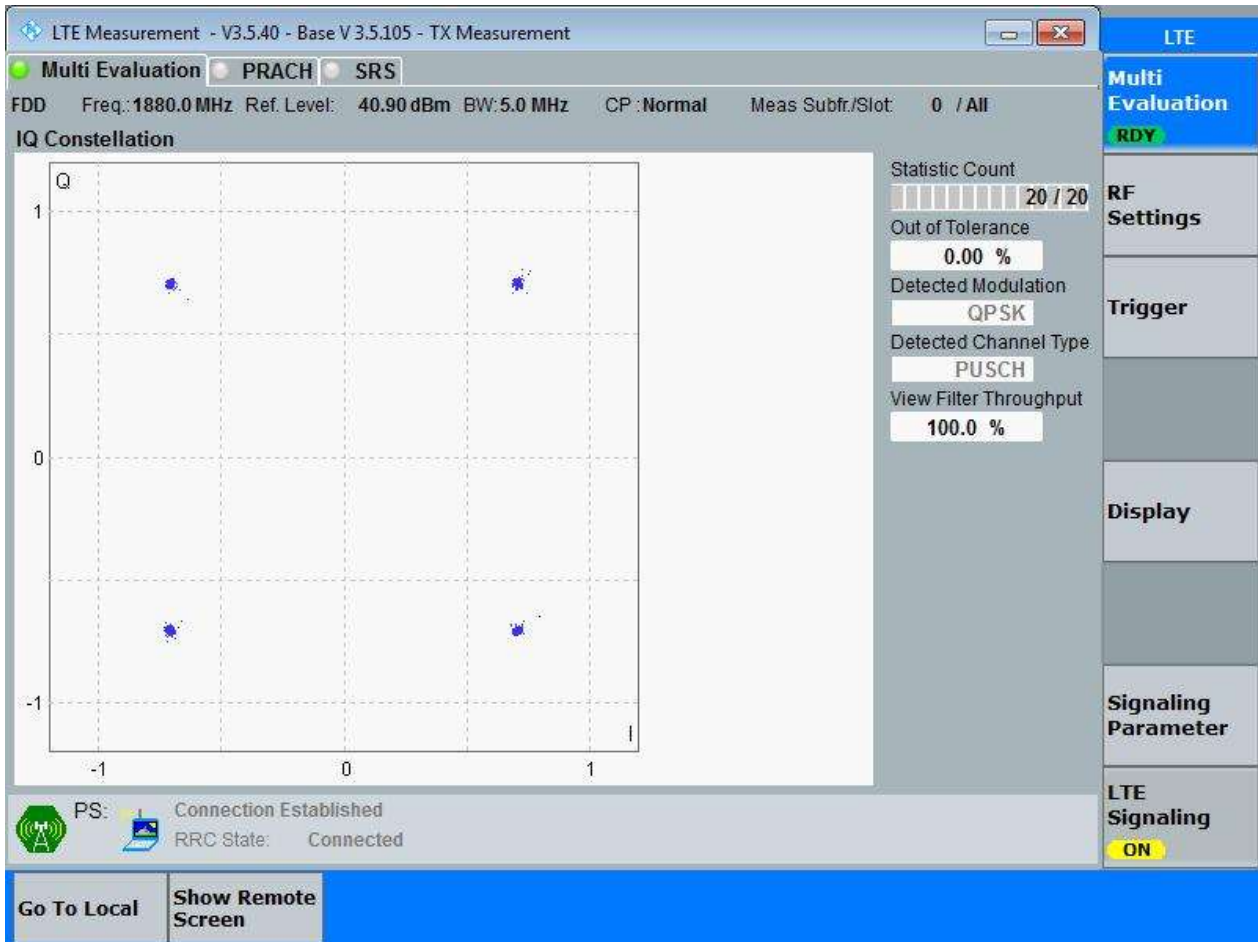 LTE Measurement - V3.5.40 - Base V 3.5.105 - TX Measurement
LTE
Multi Evaluation PRACH SRS
Multi
Evaluation
RDY
FDD Freq.: 1880.0 MHz Ref. Level: 40.90 dBm BW: 5.0 MHz CP : Normal Meas Subfr./Slot: 0 / All
IQ Constellation
Q
1
0
-1
I
-1 0 1
Statistic Count
20 / 20
Out of Tolerance
0.00 %
Detected Modulation
QPSK
Detected Channel Type
PUSCH
View Filter Throughput
100.0 %
RF
Settings
Trigger
Display
Signaling
Parameter
LTE
Signaling
ON
PS: Connection Established
RRC State: Connected
Go To Local
Show Remote
Screen